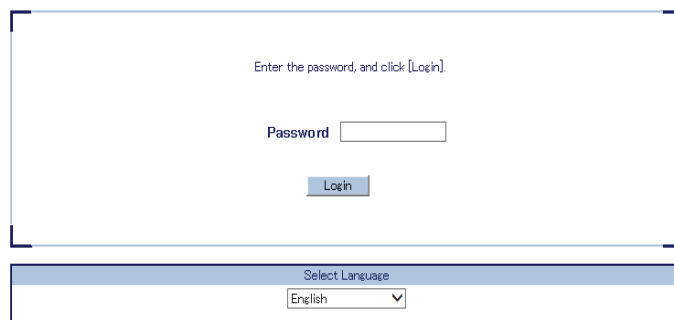 Enter the password, and click [Login].
Password
Login
Select Language
English